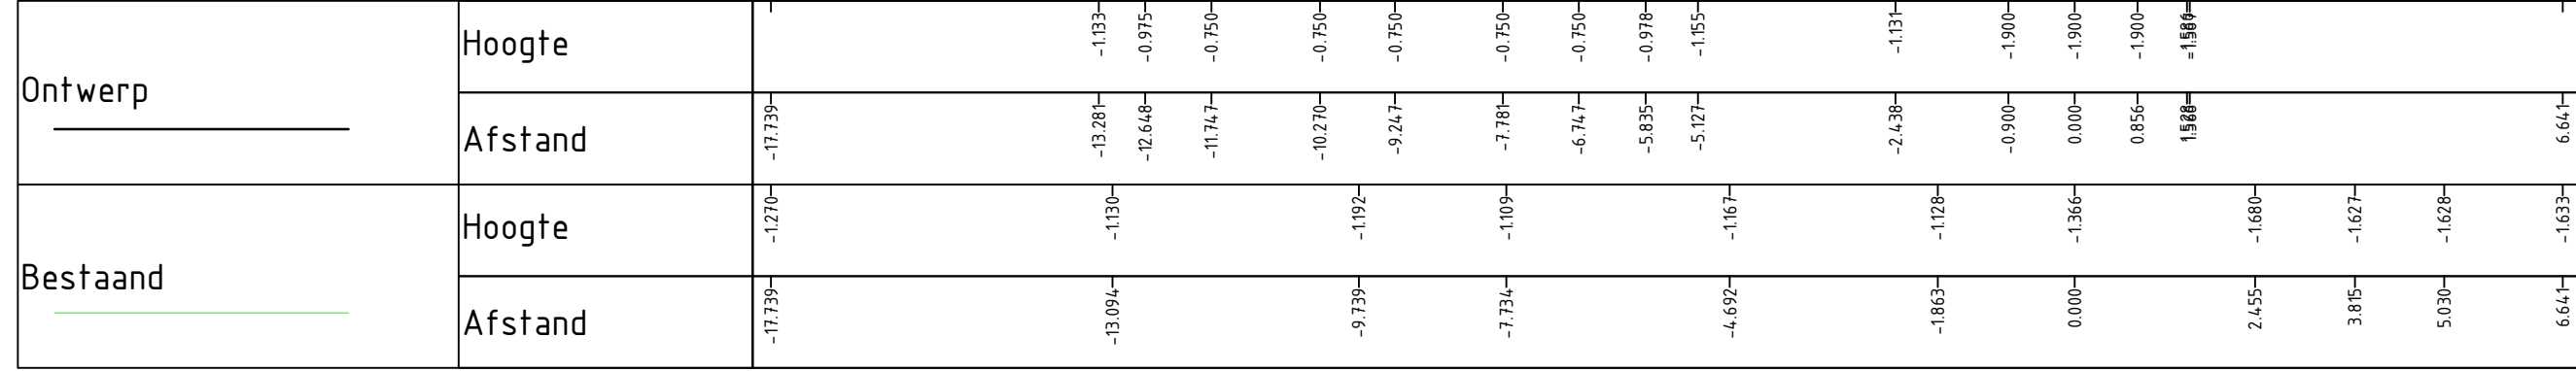 Ontwerp
Hoogte
-1.133 -0.975 -0.750 -0.750 -0.750 -0.750 -0.750 -0.978 -1.155 -1.131 -1.900 -1.900 -1.900
Afstand
-17.739 -13.281 -12.648 -11.747 -10.270 -9.247 -7.781 -6.747 -5.835 -5.127 -2.438 -0.900 0.000 0.856 6.641
Bestaand
Hoogte
-1.270 -1.130 -1.192 -1.109 -1.167 -1.128 -1.366 -1.680 -1.627 -1.628 -1.633
Afstand
-17.739 -13.094 -9.739 -7.734 -4.692 -1.863 0.000 2.455 3.815 5.030 6.641